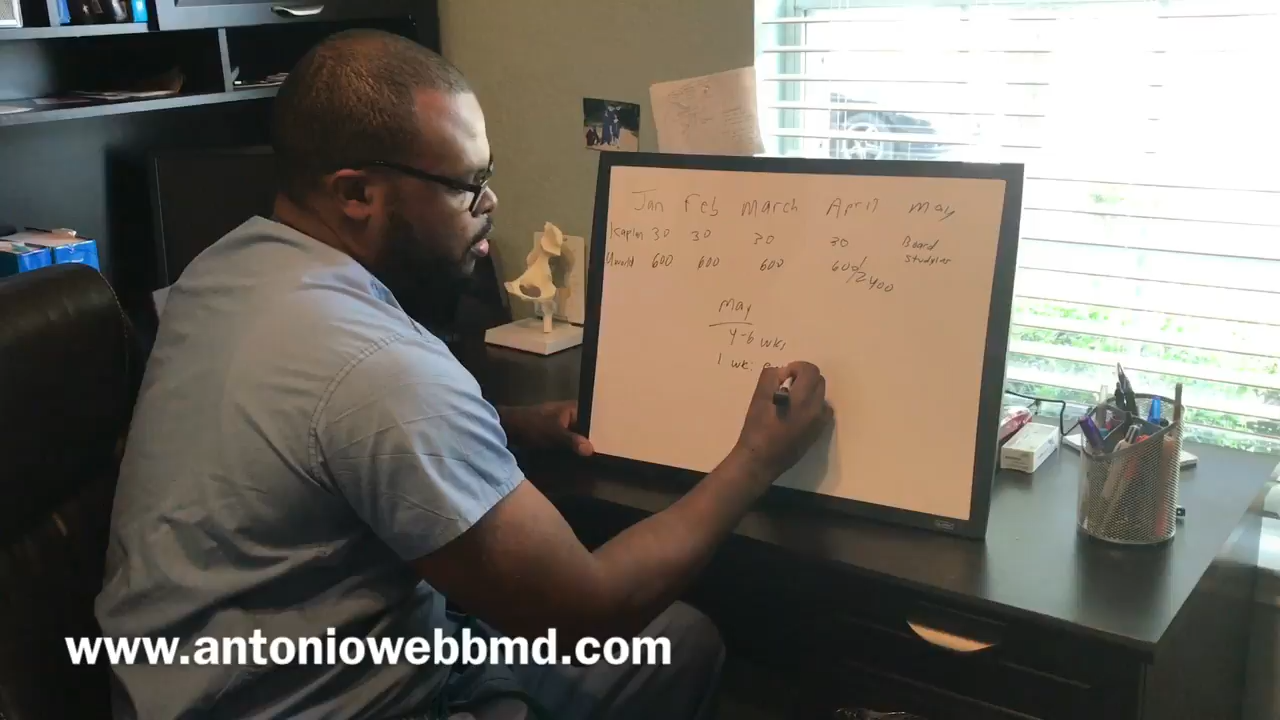 Jan Feb March April May
Kaplan 30 30 30 30 Board
Uworld 600 600 600 600/2400 Studying
May
4-6 wks
1 wk:
www.antoniowebbmd.com